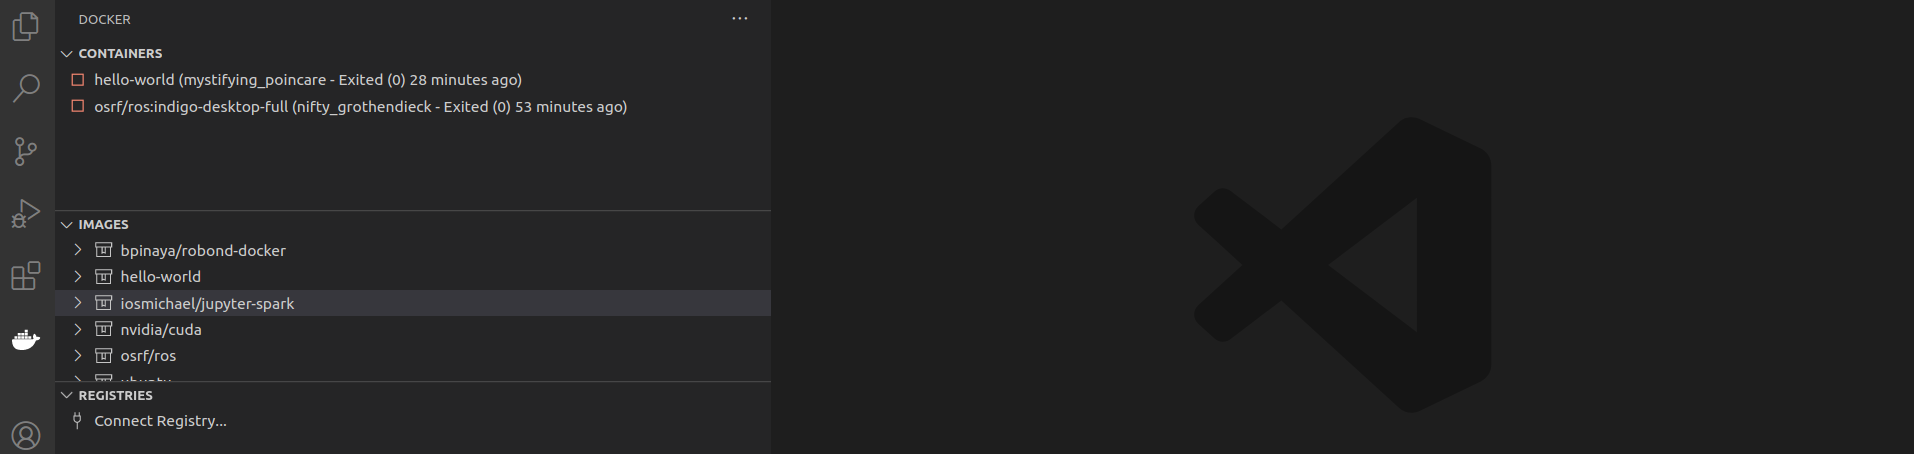 DOCKER
CONTAINERS
hello-world (mystifying_poincare - Exited (0) 28 minutes ago)
osrf/ros:indigo-desktop-full (nifty_grothendieck - Exited (0) 53 minutes ago)
IMAGES
bpinaya/robond-docker
hello-world
iosmichael/jupyter-spark
nvidia/cuda
osrf/ros
ubuntu
REGISTRIES
Connect Registry...